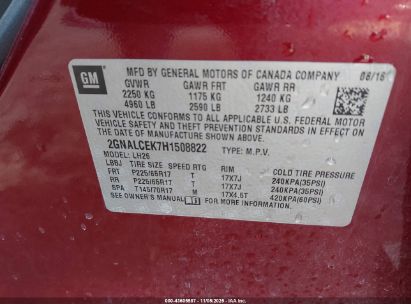 GM
MFD BY GENERAL MOTORS OF CANADA COMPANY 08/16
GVWR GAWR FRT GAWR RR
2250 KG 1175 KG 1240 KG
4960 LB 2590 LB 2733 LB
THIS VEHICLE CONFORMS TO ALL APPLICABLE U.S. FEDERAL MOTOR
VEHICLE SAFETY, BUMPER, AND THEFT PREVENTION STANDARDS IN
EFFECT ON THE DATE OF MANUFACTURE SHOWN ABOVE.
2GNALCEK7H1508822 TYPE: M.P.V.
MODEL: LH26
LBBJ TIRE SIZE SPEED RTG RIM COLD TIRE PRESSURE
FRT P225/65R17 T 17X7J 240KPA(35PSI)
RR P225/65R17 T 17X7J 240KPA(35PSI)
SPA T145/70R17 M 17X4.5T 420KPA(60PSI)
SEE OWNER'S MANUAL FOR MORE INFORMATION.